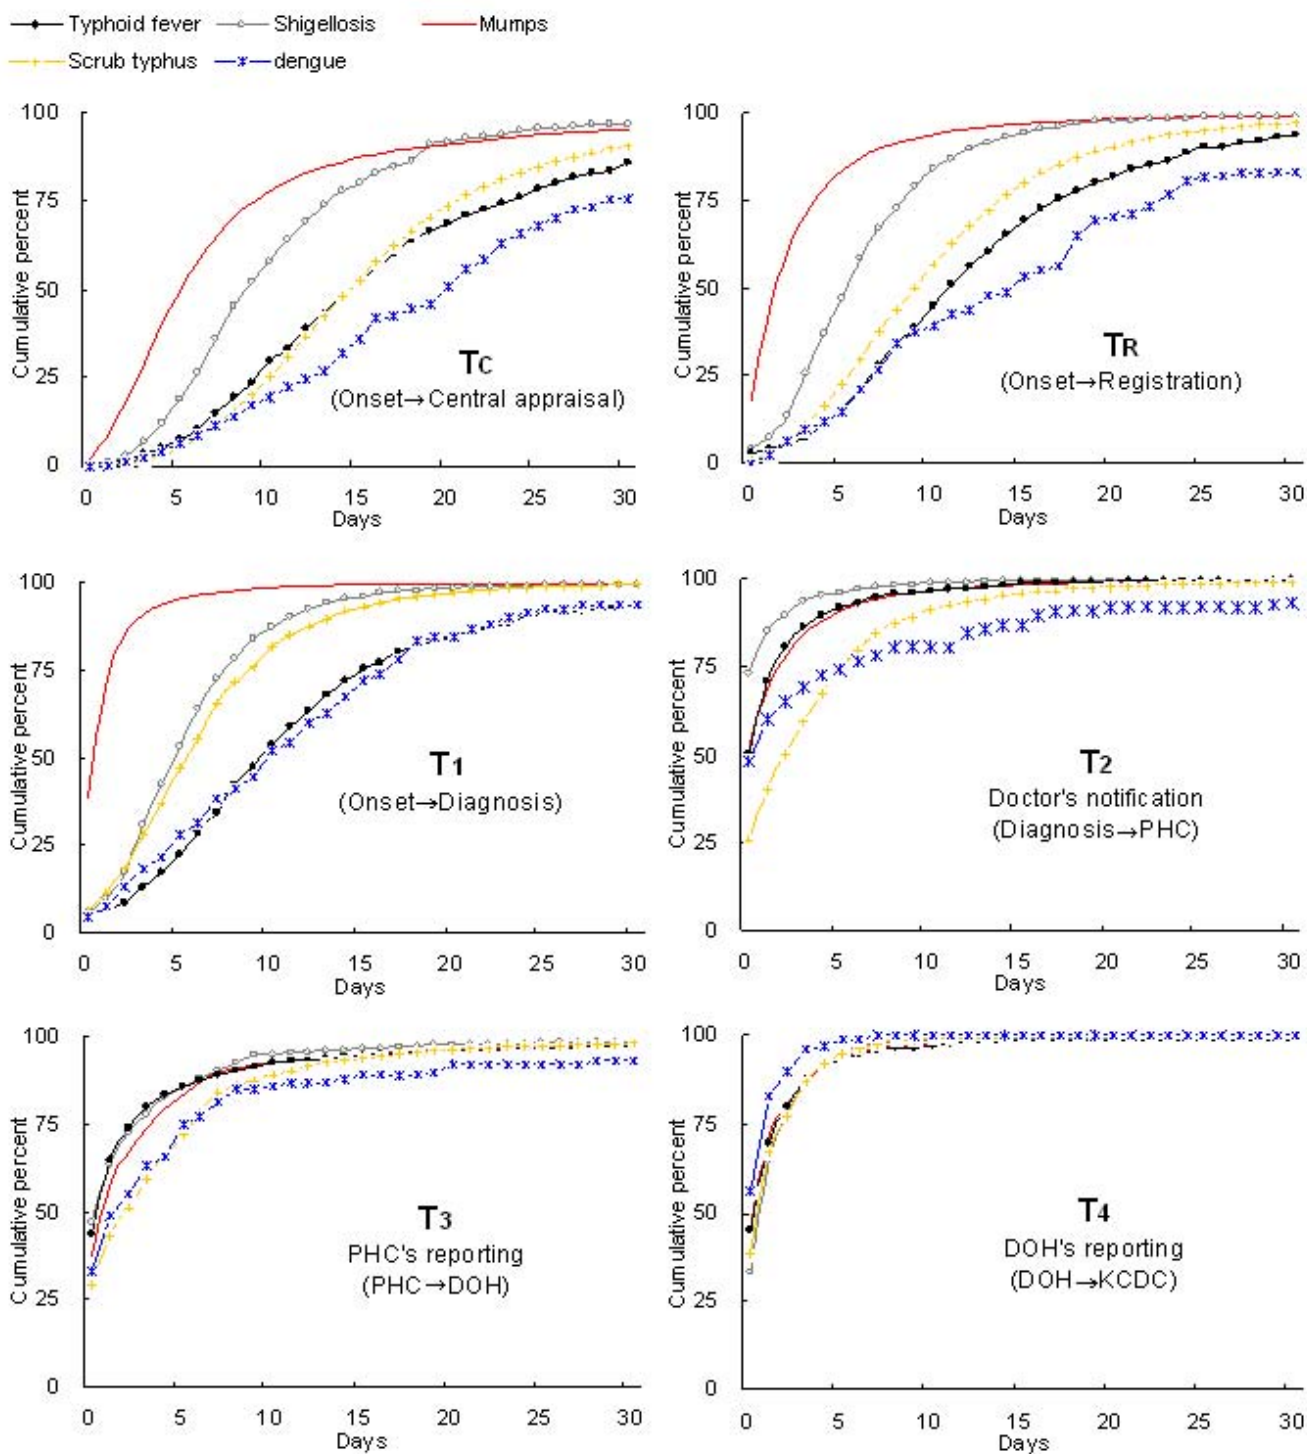 Typhoid fever Shigellosis Mumps
Scrub typhus dengue
100
75
50
25
0
Cumulative percent
TC
(Onset→Central appraisal)
0 5 10 15 20 25 30
Days
100
75
50
25
0
Cumulative percent
TR
(Onset→Registration)
0 5 10 15 20 25 30
Days
100
75
50
25
0
Cumulative percent
T1
(Onset→Diagnosis)
0 5 10 15 20 25 30
Days
100
75
50
25
0
Cumulative percent
T2
Doctor's notification
(Diagnosis→PHC)
0 5 10 15 20 25 30
Days
100
75
50
25
0
Cumulative percent
T3
PHC's reporting
(PHC→DOH)
0 5 10 15 20 25 30
Days
100
75
50
25
0
Cumulative percent
T4
DOH's reporting
(DOH→KCDC)
0 5 10 15 20 25 30
Days